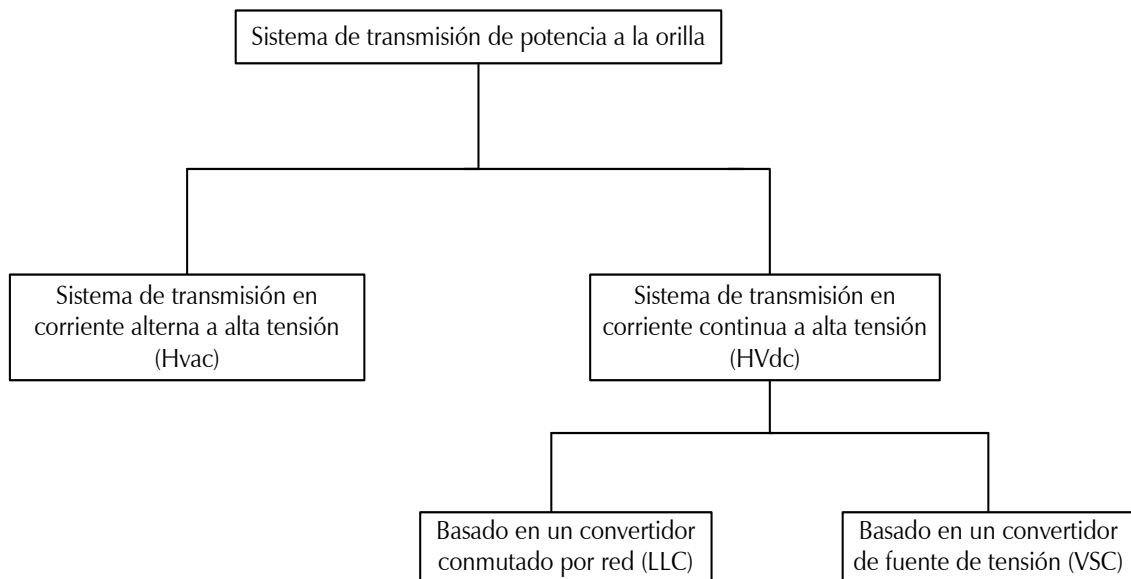 Sistema de transmisión de potencia a la orilla
Sistema de transmisión en
corriente alterna a alta tensión
(Hvac)
Sistema de transmisión en
corriente continua a alta tensión
(HVdc)
Basado en un convertidor
conmutado por red (LLC)
Basado en un convertidor
de fuente de tensión (VSC)